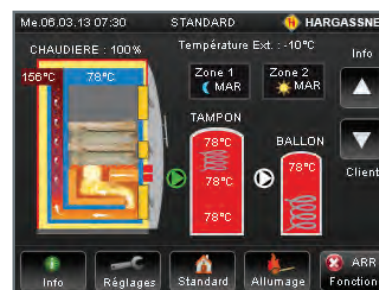 Me.06.03.13 07:30 STANDARD HARGASSNE
CHAUDIERE : 100%
Température Ext. : -10°C
Info
156°C 78°C
Zone 1
MAR
Zone 2
MAR
TAMPON
78°C
78°C
78°C
BALLON
78°C
Client
Info
Réglages
Standard
Allumage
ARR
Fonction